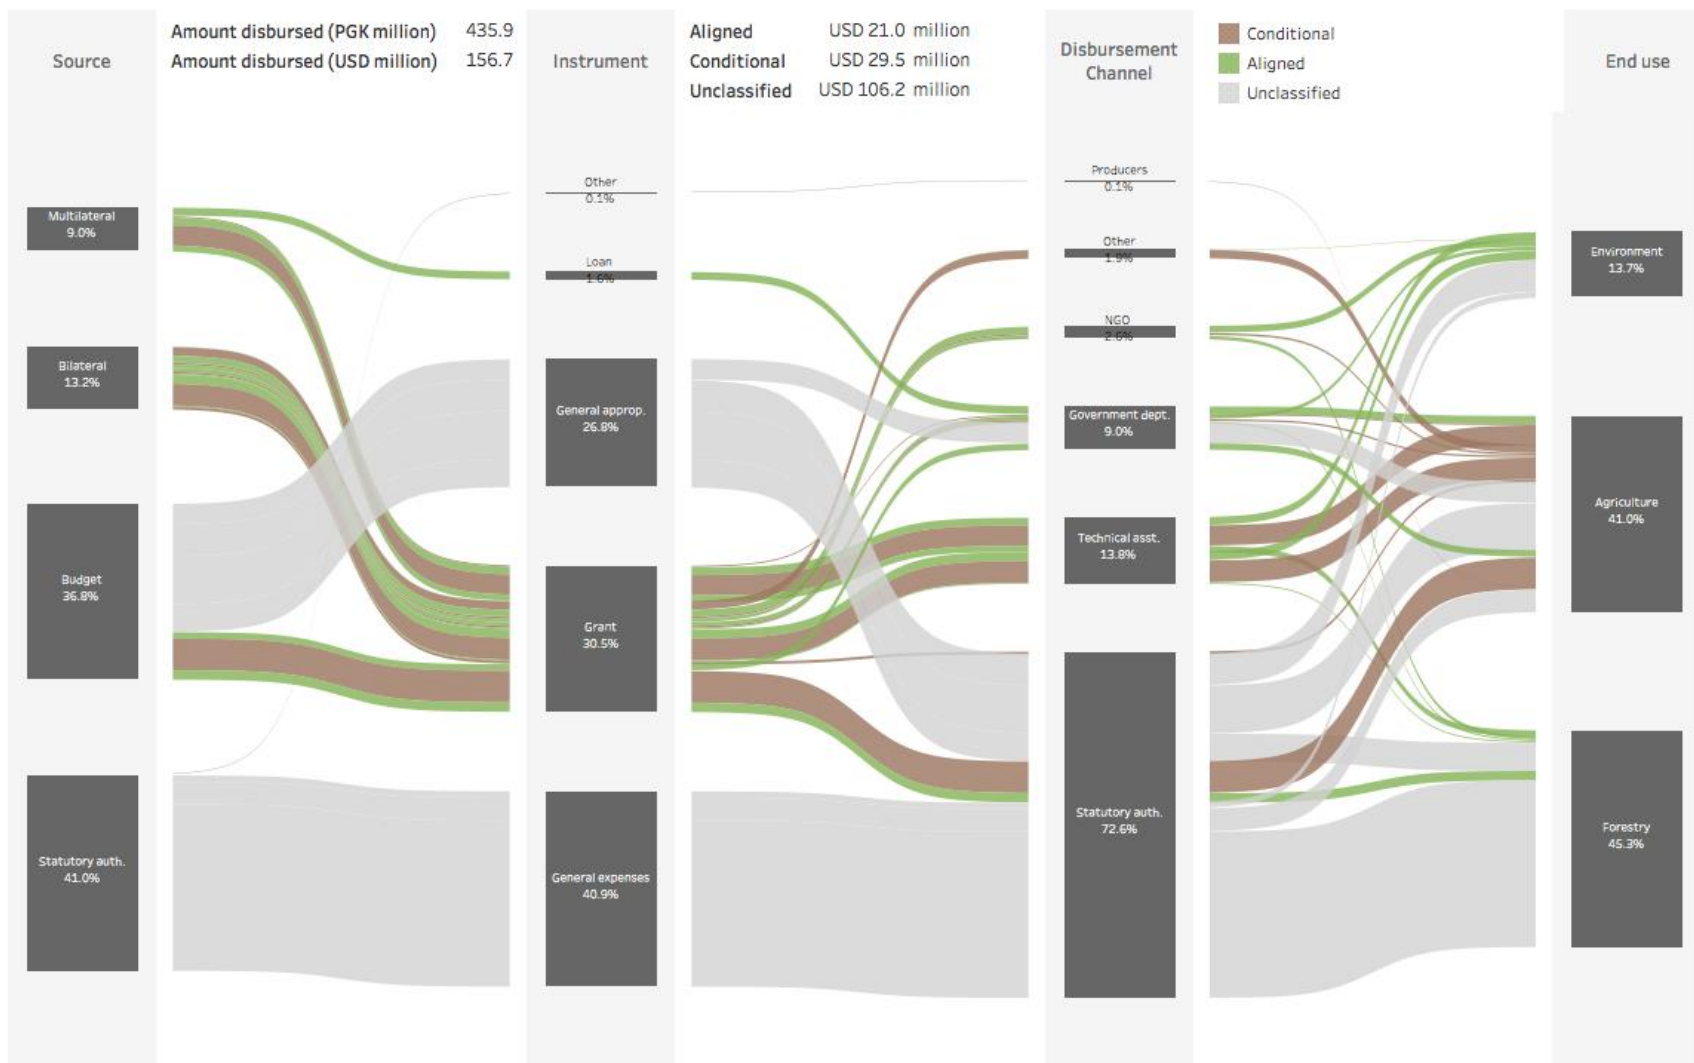 Source
Amount disbursed (PGK million) 435.9
Amount disbursed (USD million) 156.7
Instrument
Aligned USD 21.0 million
Conditional USD 29.5 million
Unclassified USD 106.2 million
Disbursement
Channel
Conditional
Aligned
Unclassified
End use
Multilateral
9.0%
Bilateral
13.2%
Budget
36.8%
Statutory auth.
41.0%
Other
0.1%
Loan
1.6%
General approp.
26.8%
Grant
30.5%
General expenses
40.9%
Producers
0.1%
Other
1.9%
NGO
2.6%
Government dept.
9.0%
Technical asst.
13.8%
Statutory auth.
72.6%
Environment
13.7%
Agriculture
41.0%
Forestry
45.3%